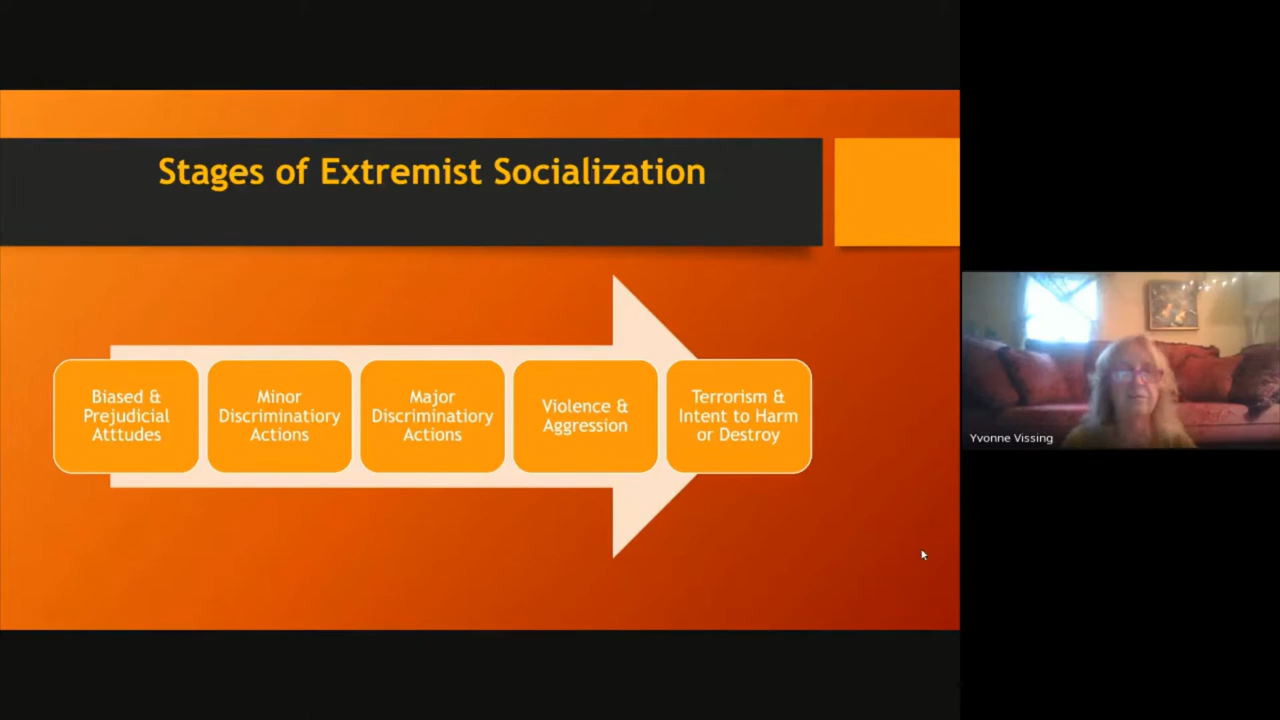 Stages of Extremist Socialization
Biased &
Prejudicial
Atttudes
Minor
Discriminatiory
Actions
Major
Discriminatiory
Actions
Violence &
Aggression
Terrorism &
Intent to Harm
or Destroy
Yvonne Vissing